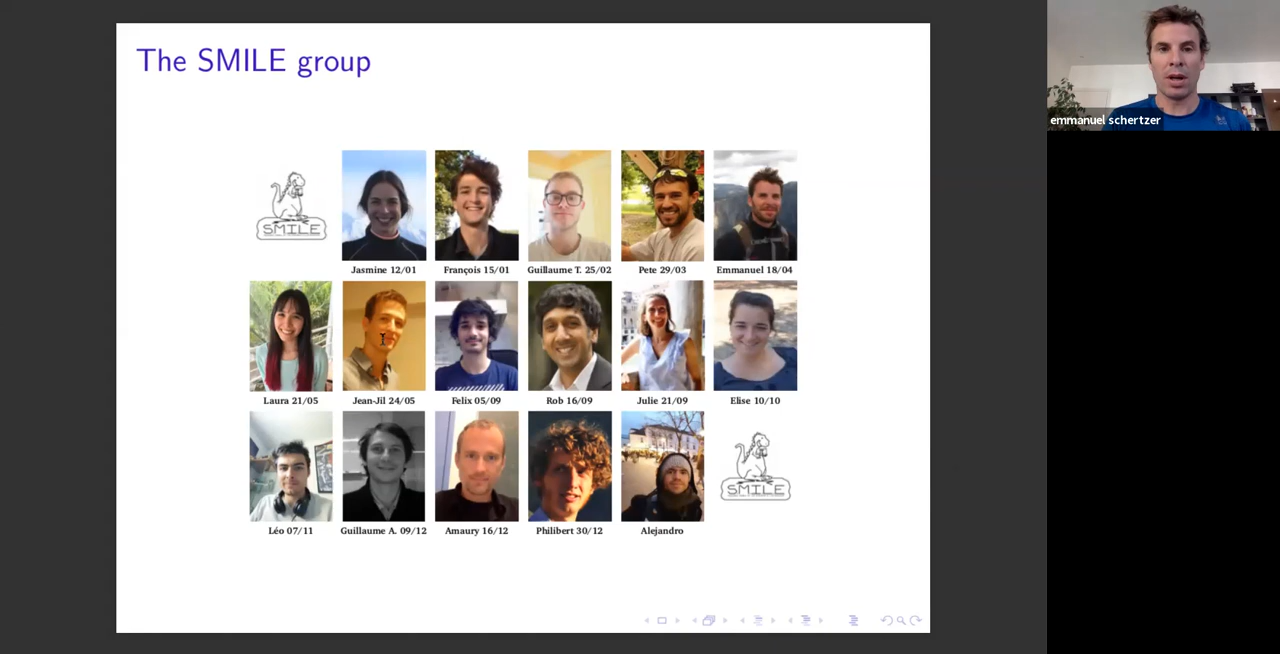 The SMILE group
emmanuel schertzer
SMILE
Jasmine 12/01
François 15/01
Guillaume T. 25/02
Pete 29/03
Emmanuel 18/04
Laura 21/05
Jean-Jil 24/05
Felix 05/09
Rob 16/09
Julie 21/09
Elise 10/10
Léo 07/11
Guillaume A. 09/12
Amaury 16/12
Philibert 30/12
Alejandro
SMILE